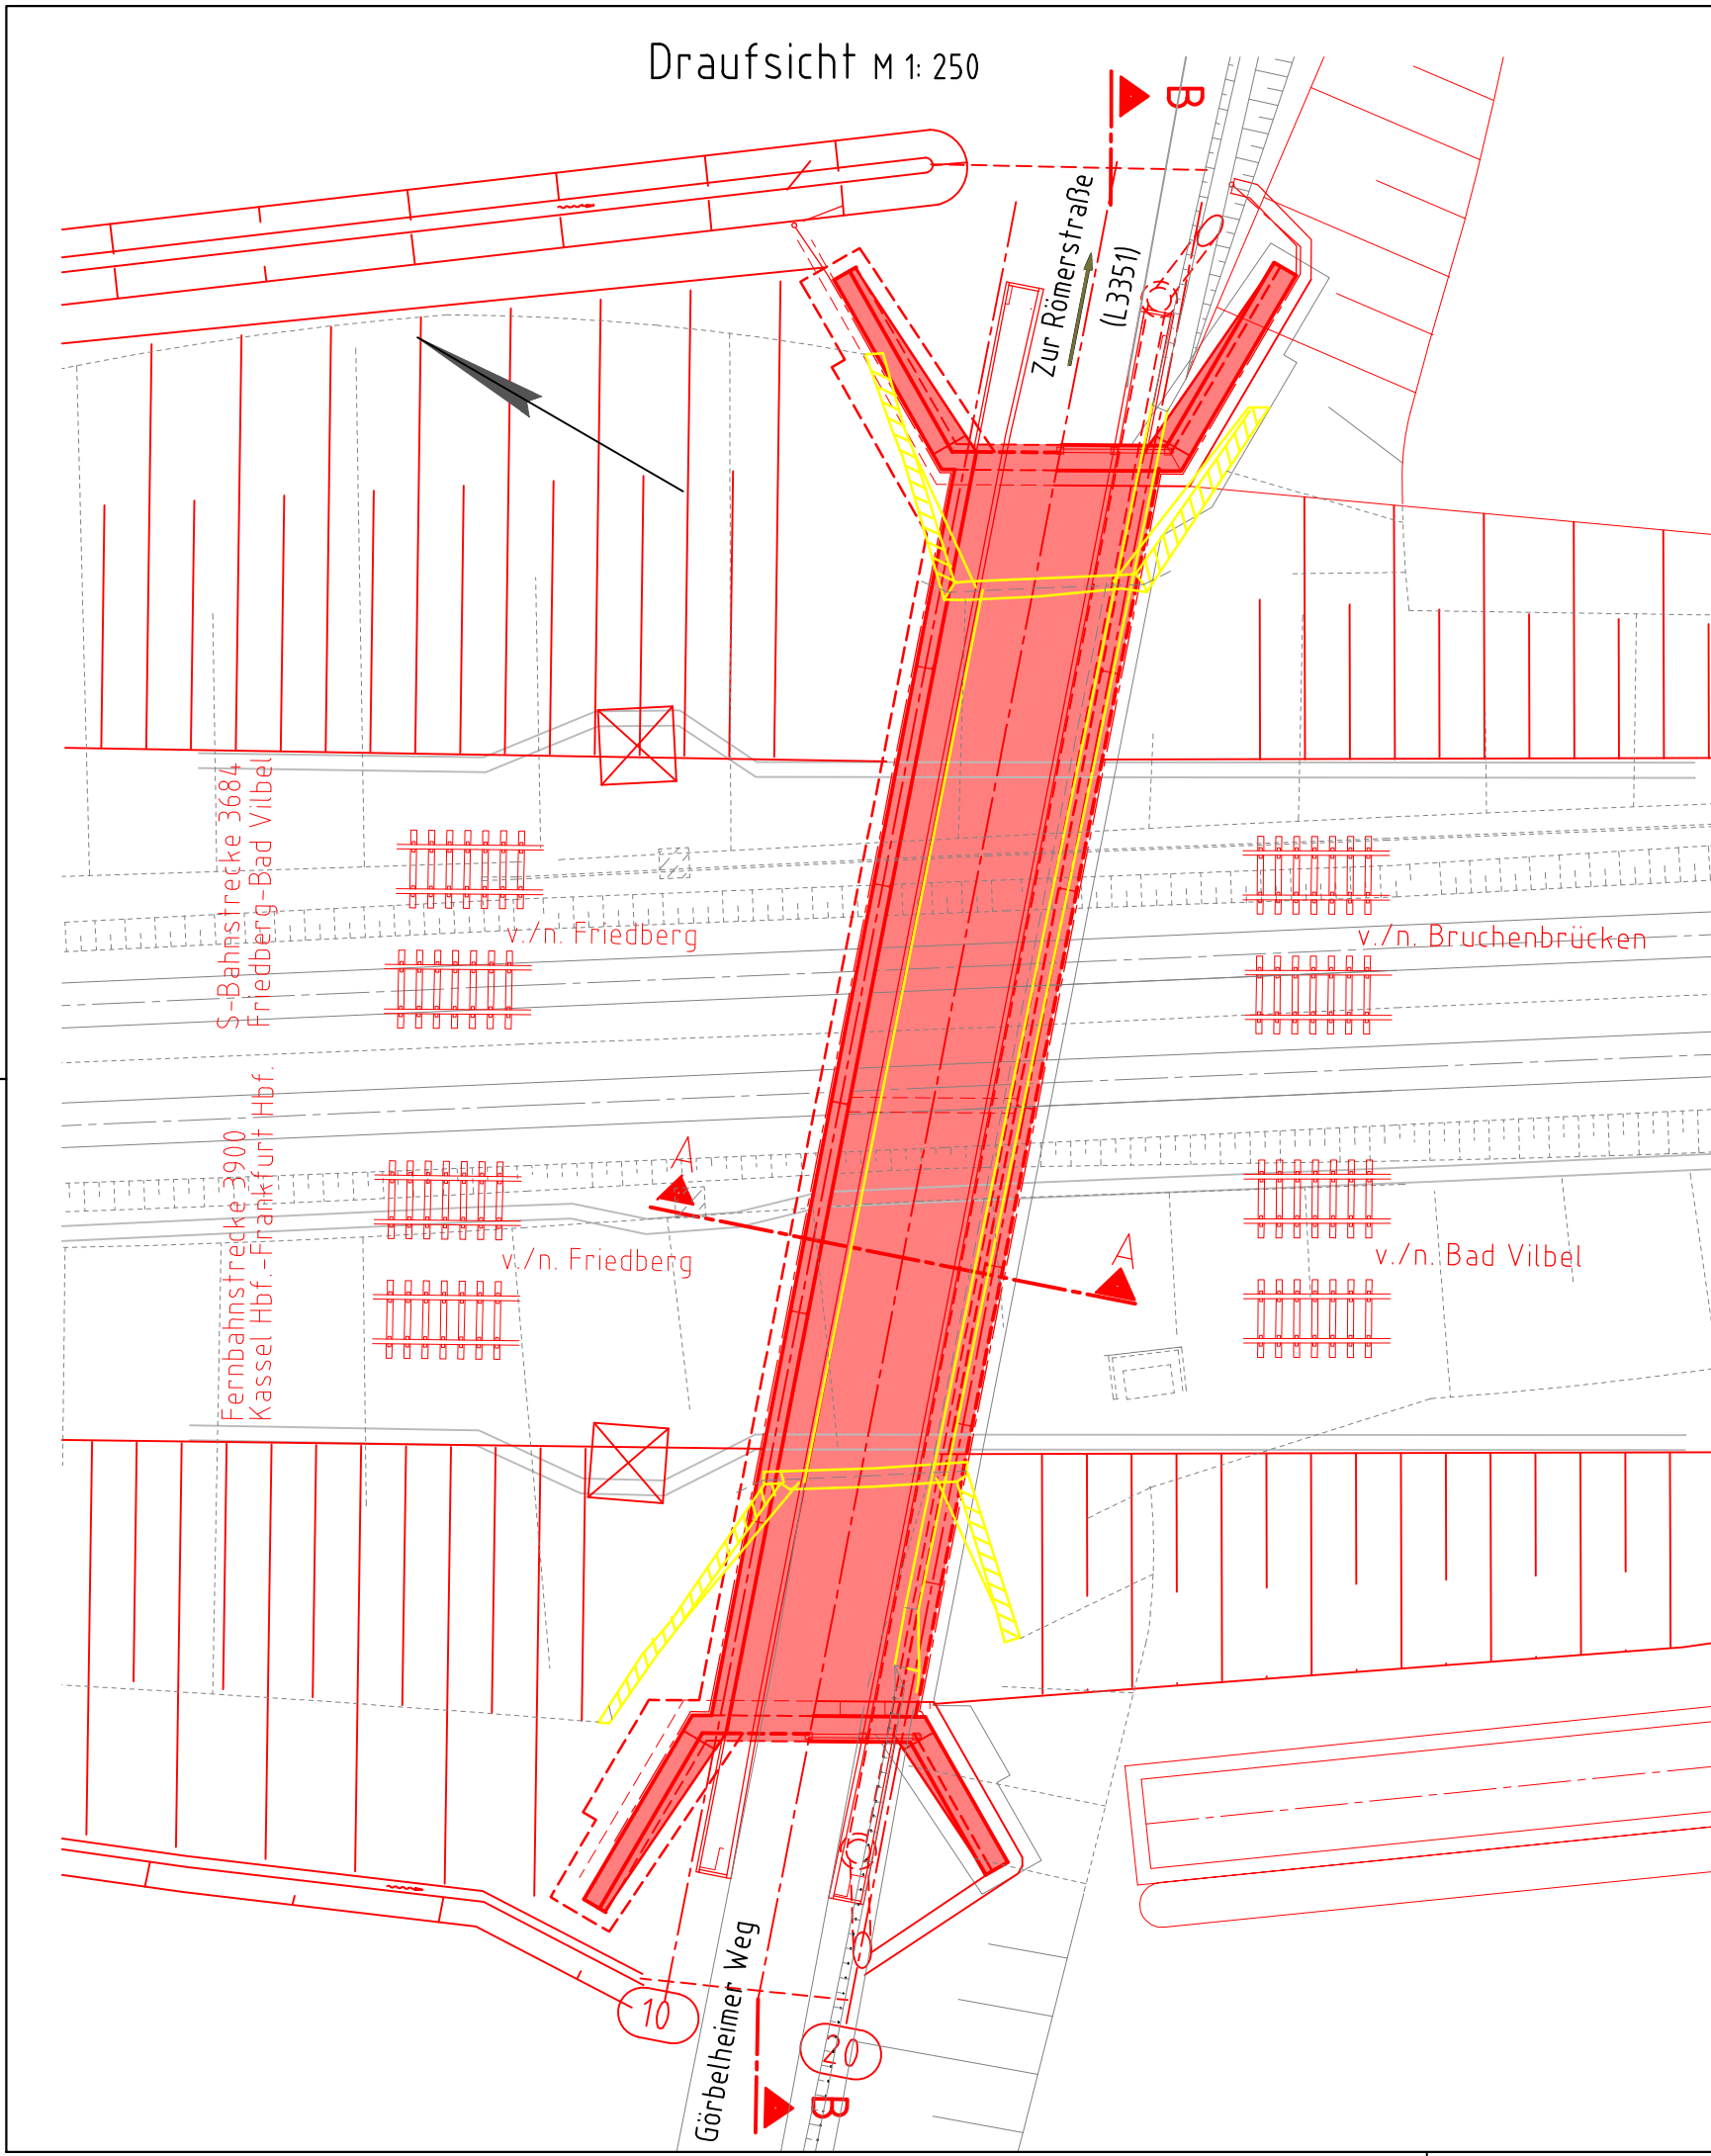 Draufsicht M 1: 250
B
Zur Römerstraße
(L3351)
S-Bahnstrecke 3684
Friedberg-Bad Vilbel
v./n. Friedberg
v./n. Bruchenbrücken
Fernbahnstrecke 3900
Kassel Hbf.-Frankfurt Hbf.
A
A
v./n. Friedberg
v./n. Bad Vilbel
Görbelheimer Weg
10
20
B